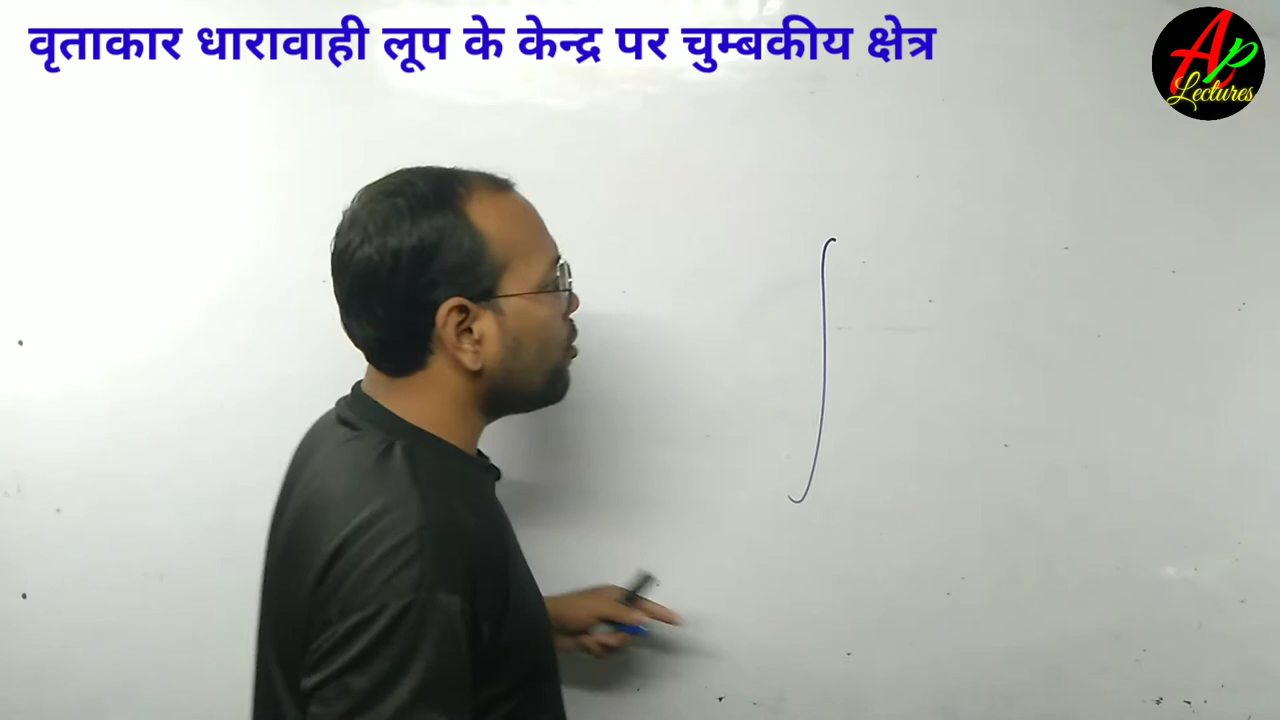 वृताकार धारावाही लूप के केन्द्र पर चुम्बकीय क्षेत्र
AP
Lectures
∫